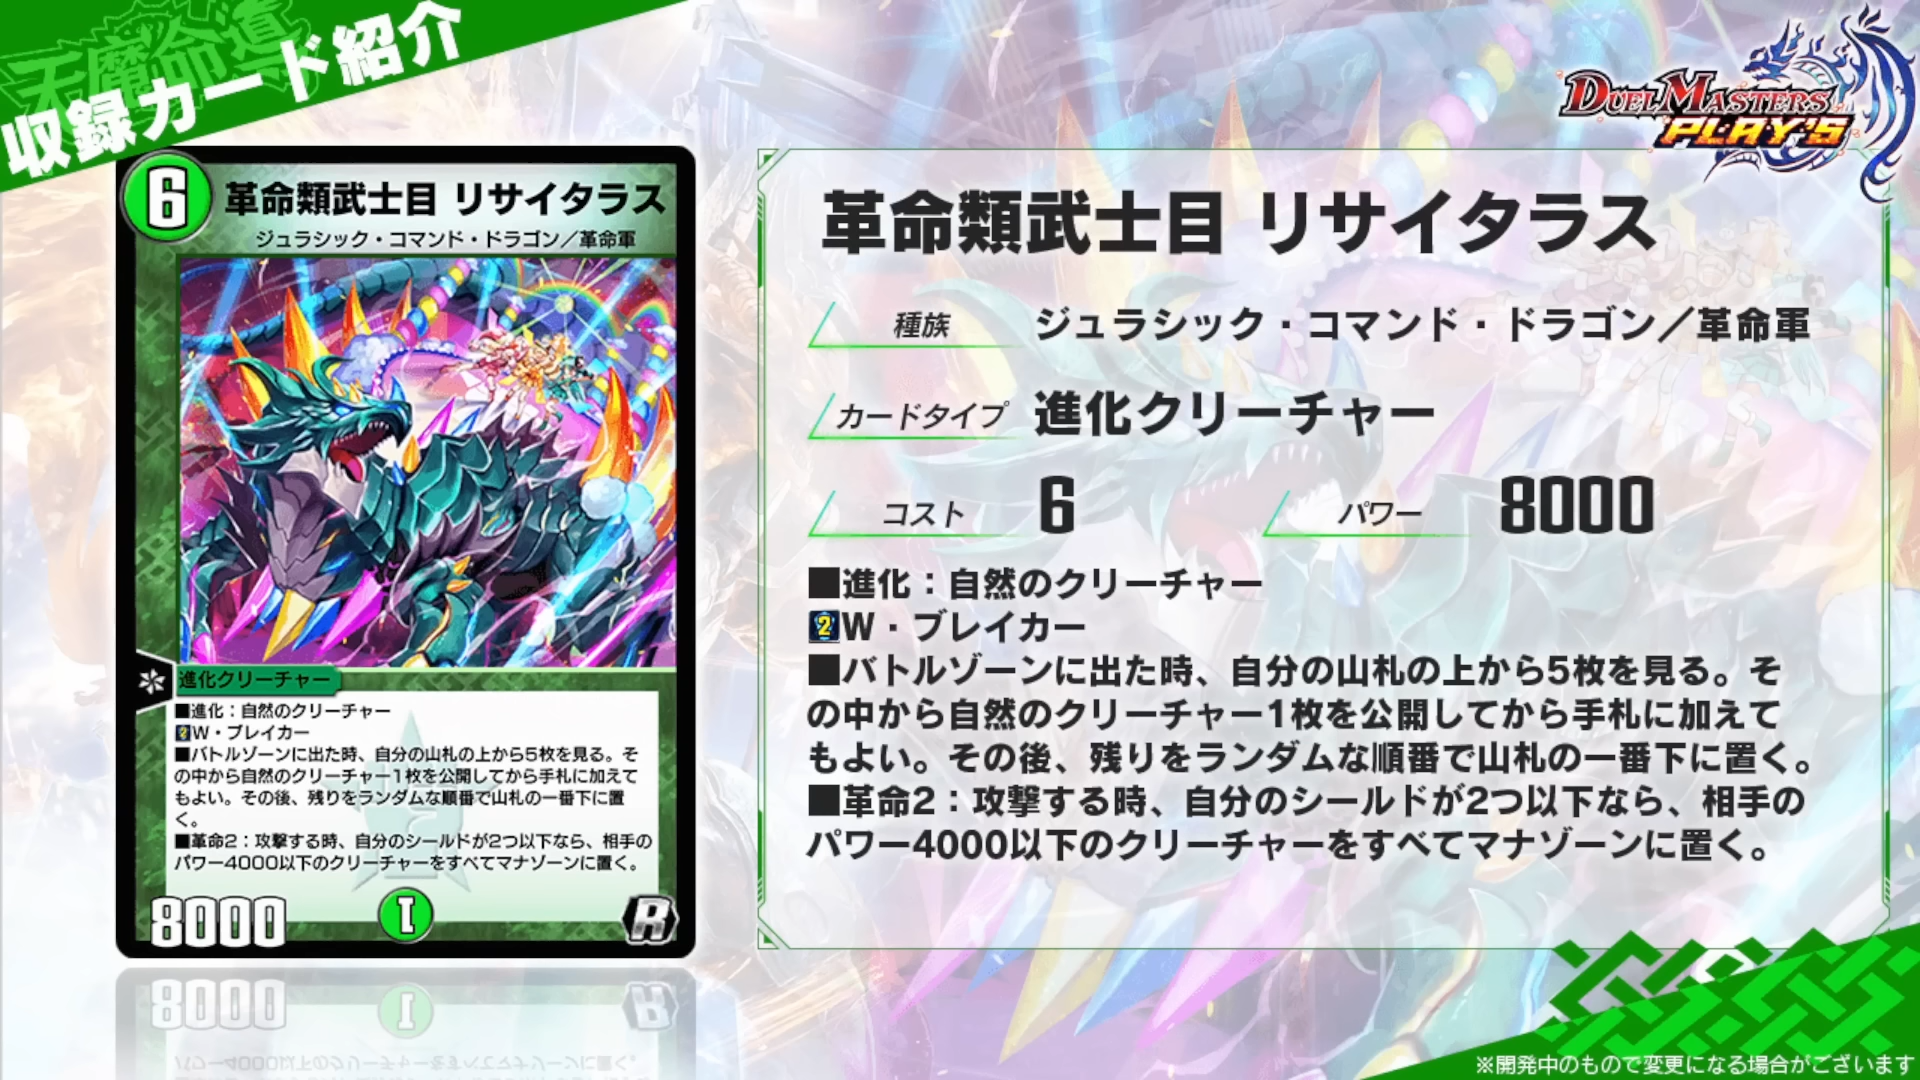 天魔命道
収録カード紹介
DUEL MASTERS
PLAY'S
6
革命類武士目 リサイタラス
ジュラシック・コマンド・ドラゴン／革命軍
進化クリーチャー
■進化：自然のクリーチャー
2W・ブレイカー
■バトルゾーンに出た時、自分の山札の上から5枚を見る。そ
の中から自然のクリーチャー1枚を公開してから手札に加えて
もよい。その後、残りをランダムな順番で山札の一番下に置
く。
■革命2：攻撃する時、自分のシールドが2つ以下なら、相手の
パワー4000以下のクリーチャーをすべてマナゾーンに置く。
8000
1
R
革命類武士目 リサイタラス
種族 ジュラシック・コマンド・ドラゴン／革命軍
カードタイプ 進化クリーチャー
コスト 6 パワー 8000
■進化：自然のクリーチャー
2W・ブレイカー
■バトルゾーンに出た時、自分の山札の上から5枚を見る。そ
の中から自然のクリーチャー1枚を公開してから手札に加えて
もよい。その後、残りをランダムな順番で山札の一番下に置く。
■革命2：攻撃する時、自分のシールドが2つ以下なら、相手の
パワー4000以下のクリーチャーをすべてマナゾーンに置く。
※開発中のもので変更になる場合がございます